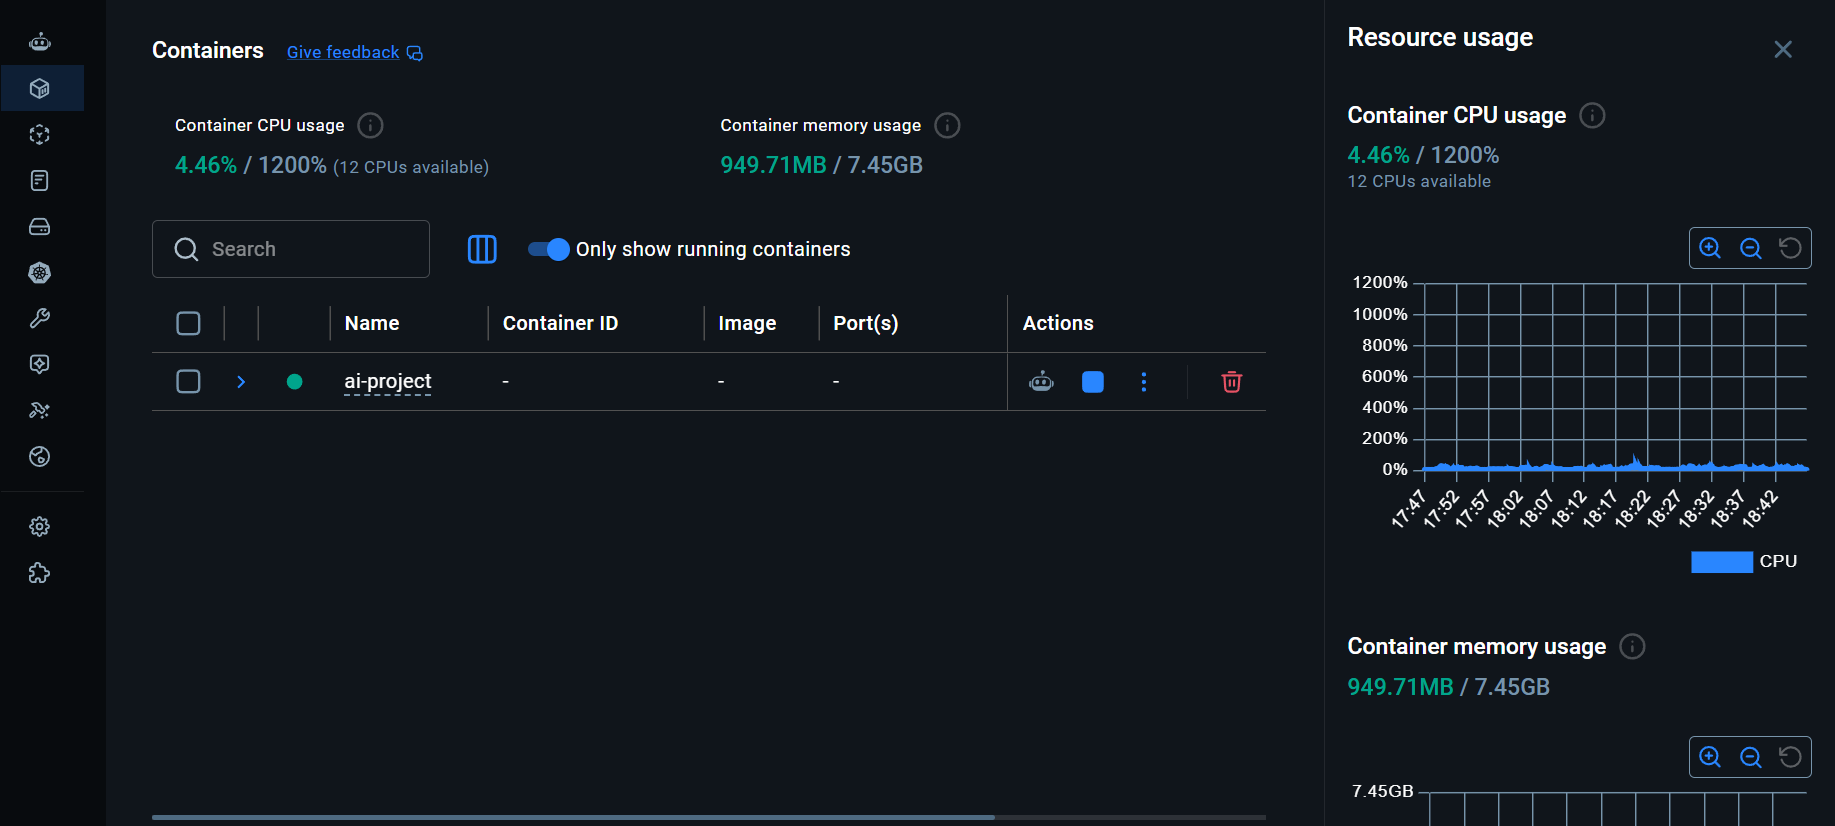 Containers
Give feedback
Container CPU usage
4.46% / 1200% (12 CPUs available)
Container memory usage
949.71MB / 7.45GB
Search
Only show running containers
Name Container ID Image Port(s) Actions
ai-project - - -
Resource usage
Container CPU usage
4.46% / 1200%
12 CPUs available
1200%
1000%
800%
600%
400%
200%
0%
17:47 17:52 17:57 18:02 18:07 18:12 18:17 18:22 18:27 18:32 18:37 18:42
CPU
Container memory usage
949.71MB / 7.45GB
7.45GB